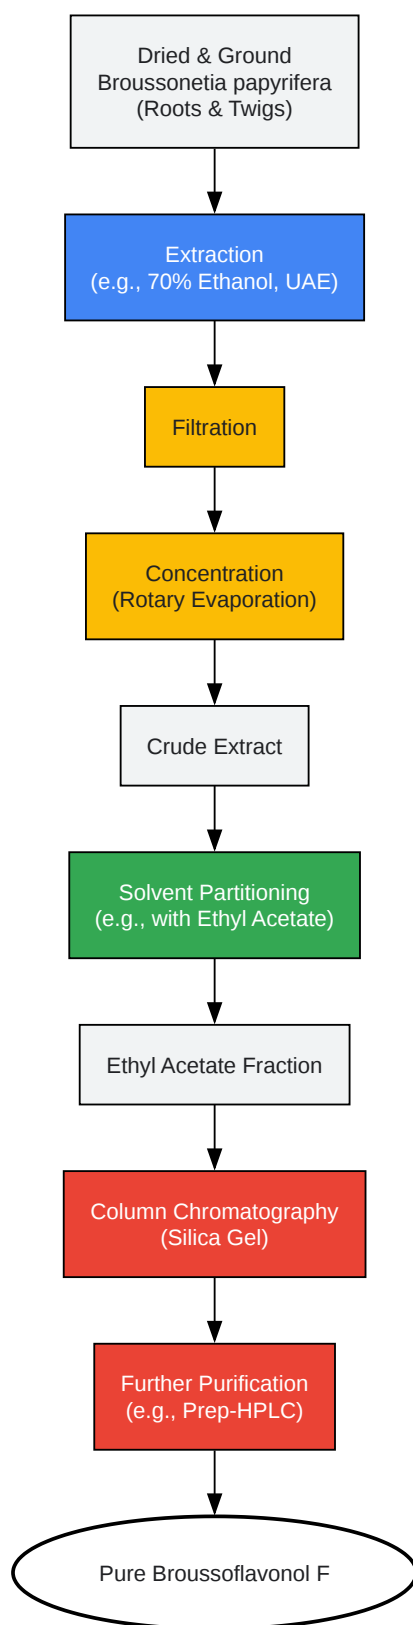 Dried & Ground
Broussonetia papyrifera
(Roots & Twigs)
Extraction
(e.g., 70% Ethanol, UAE)
Filtration
Concentration
(Rotary Evaporation)
Crude Extract
Solvent Partitioning
(e.g., with Ethyl Acetate)
Ethyl Acetate Fraction
Column Chromatography
(Silica Gel)
Further Purification
(e.g., Prep-HPLC)
Pure Broussoflavonol F